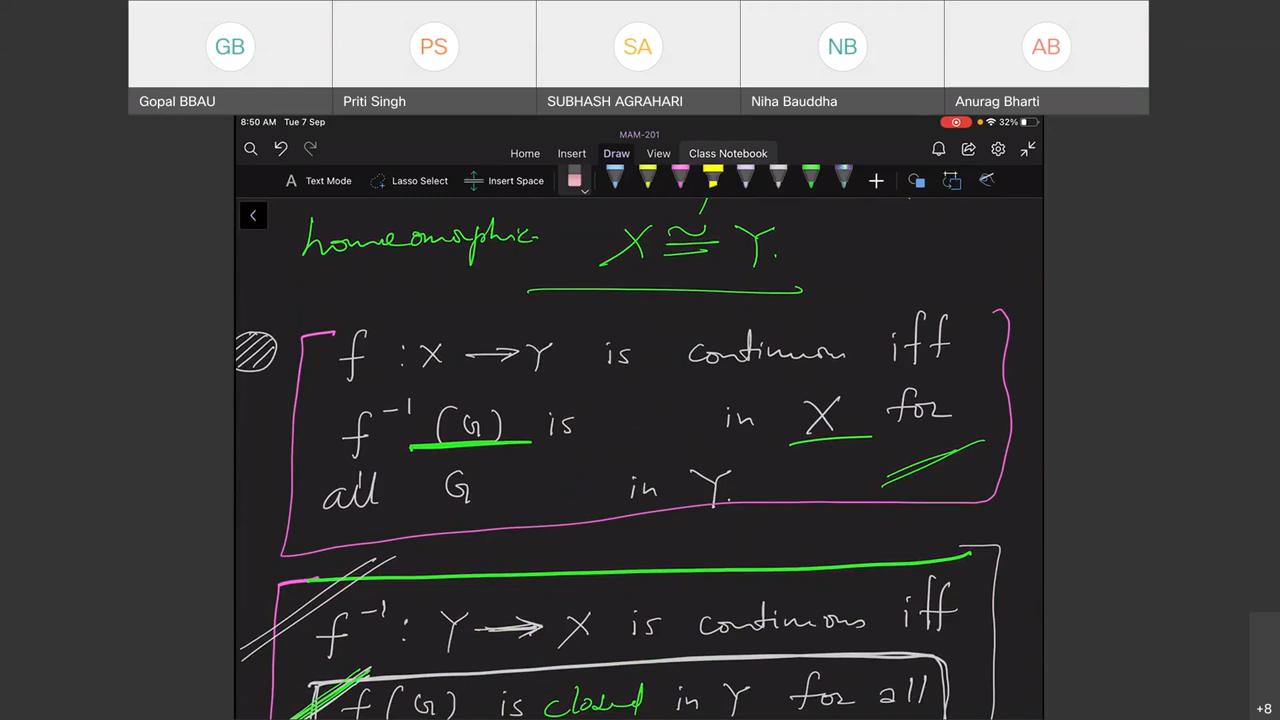 GB PS SA NB AB
Gopal BBAU Priti Singh SUBHASH AGRAHARI Niha Bauddha Anurag Bharti
8:50 AM Tue 7 Sep 32%
MAM-201
Home Insert Draw View Class Notebook
A Text Mode Lasso Select Insert Space
homeomorphic X ≅ Y.
f : X → Y is continuous iff
f⁻¹ (G) is in X for
all G in Y.
f⁻¹ : Y → X is continuous iff
f(G) is closed in Y for all
+8